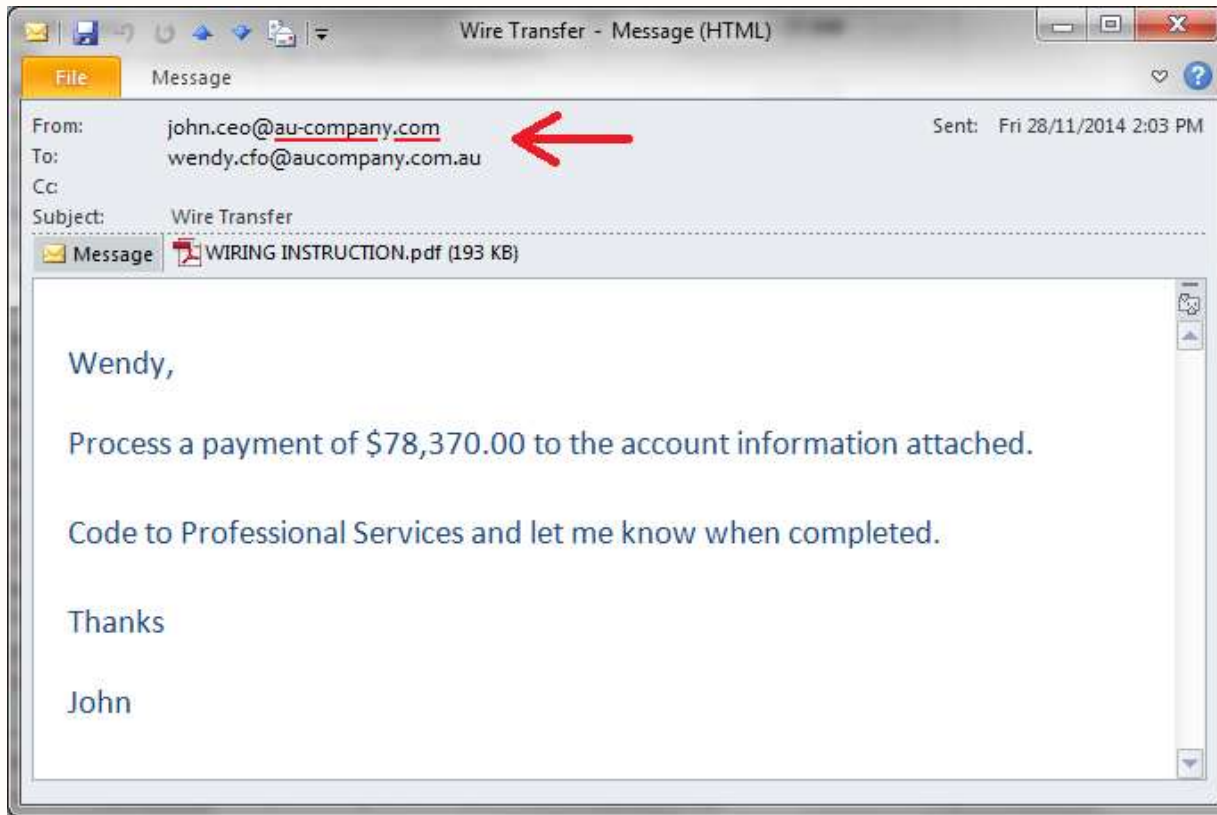 Wire Transfer - Message (HTML)
File Message
From: john.ceo@au-company.com Sent: Fri 28/11/2014 2:03 PM
To: wendy.cfo@aucompany.com.au
Cc:
Subject: Wire Transfer
Message WIRING INSTRUCTION.pdf (193 KB)
Wendy,
Process a payment of $78,370.00 to the account information attached.
Code to Professional Services and let me know when completed.
Thanks
John